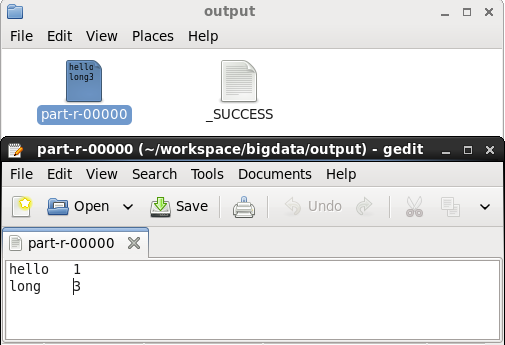 output
File Edit View Places Help
hello
long3
part-r-00000 _SUCCESS
part-r-00000 (~/workspace/bigdata/output) - gedit
File Edit View Search Tools Documents Help
Open Save Undo
part-r-00000
hello 1
long 3